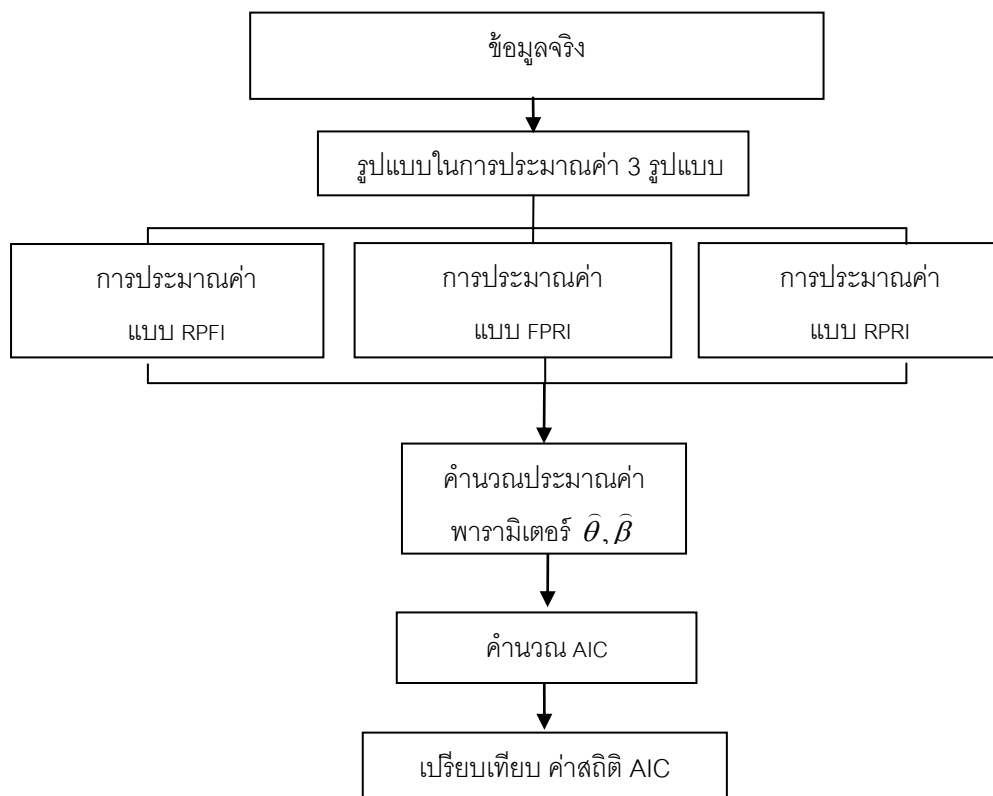 ข้อมูลจริง
รูปแบบในการประมาณค่า 3 รูปแบบ
การประมาณค่า
แบบ RPFI
การประมาณค่า
แบบ FPRI
การประมาณค่า
แบบ RPRI
คำนวณประมาณค่า
พารามิเตอร์ θ̂, β̂
คำนวณ AIC
เปรียบเทียบ ค่าสถิติ AIC